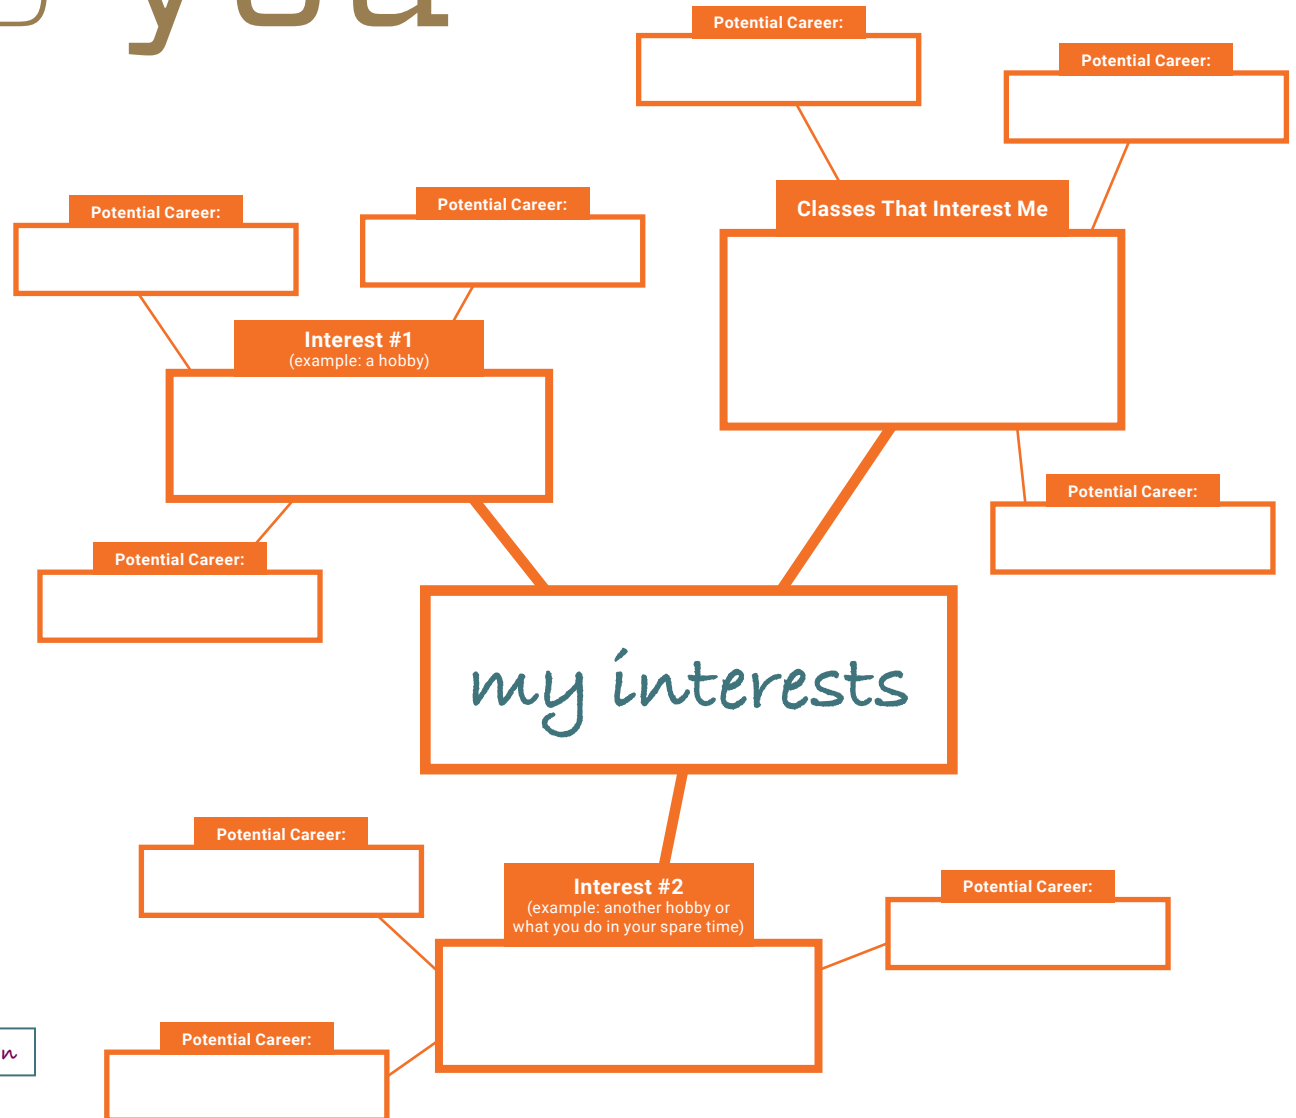 you
Potential Career:
Potential Career:
Classes That Interest Me
Potential Career:
Potential Career:
Interest #1
(example: a hobby)
Potential Career:
Potential Career:
my interests
Potential Career:
Interest #2
(example: another hobby or
what you do in your spare time)
Potential Career:
Potential Career: